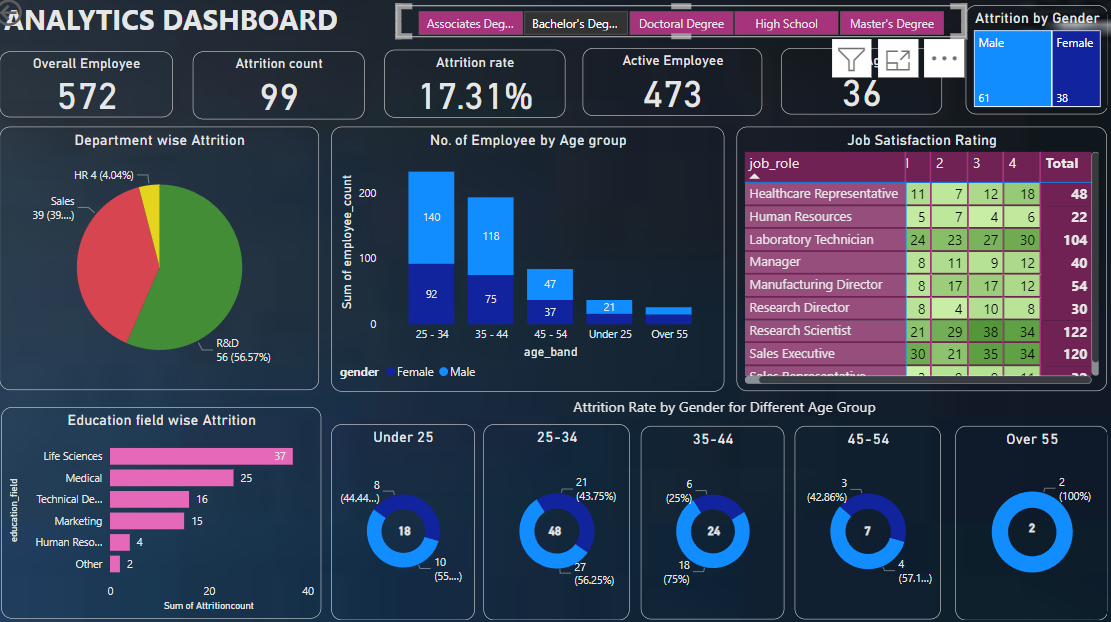 ANALYTICS DASHBOARD
Associates Deg...
Bachelor's Deg...
Doctoral Degree
High School
Master's Degree
Attrition by Gender
Male
Female
61
38
Overall Employee
572
Attrition count
99
Attrition rate
17.31%
Active Employee
473
36
Department wise Attrition
HR 4 (4.04%)
Sales
39 (39....)
R&D
56 (56.57%)
No. of Employee by Age group
Sum of employee_count
200
100
0
140
92
118
75
47
37
21
25 - 34
35 - 44
45 - 54
Under 25
Over 55
age_band
gender
Female
Male
Job Satisfaction Rating
job_role 2 3 4 Total
Healthcare Representative 11 7 12 18 48
Human Resources 5 7 4 6 22
Laboratory Technician 24 23 27 30 104
Manager 8 11 9 12 40
Manufacturing Director 8 17 17 12 54
Research Director 8 4 10 8 30
Research Scientist 21 29 38 34 122
Sales Executive 30 21 35 34 120
Sales Representative
Education field wise Attrition
education_field
Life Sciences 37
Medical 25
Technical De... 16
Marketing 15
Human Reso... 4
Other 2
0 20 40
Sum of Attritioncount
Attrition Rate by Gender for Different Age Group
Under 25
8
(44.44...)
18
10
(55....)
25-34
21
(43.75%)
48
27
(56.25%)
35-44
6
(25%)
24
18
(75%)
45-54
3
(42.86%)
7
4
(57.1...)
Over 55
2
(100%)
2